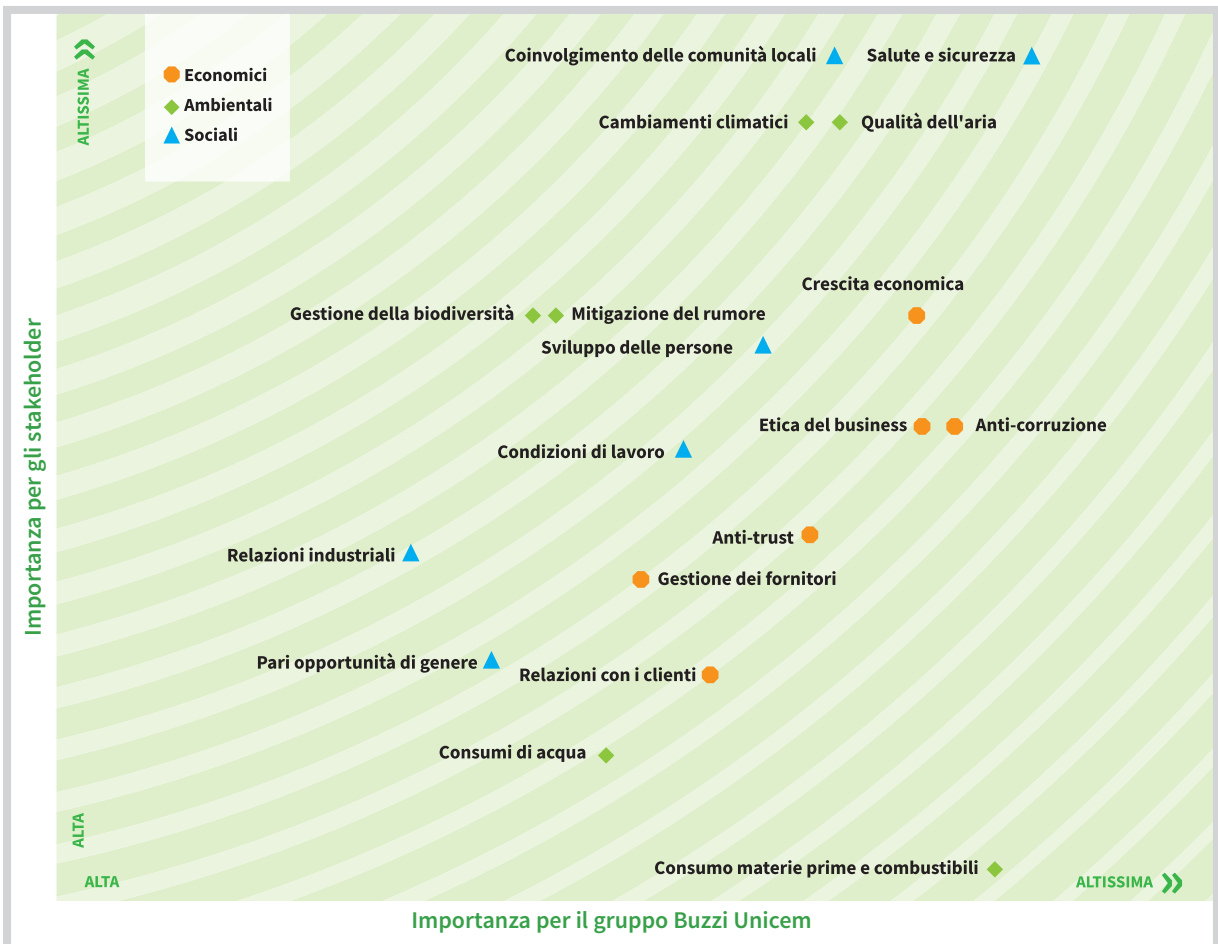 ALTISSIMA
Economici
Ambientali
Sociali
Coinvolgimento delle comunità locali
Salute e sicurezza
Cambiamenti climatici
Qualità dell'aria
Crescita economica
Gestione della biodiversità
Mitigazione del rumore
Sviluppo delle persone
Etica del business
Anti-corruzione
Condizioni di lavoro
Anti-trust
Relazioni industriali
Gestione dei fornitori
Pari opportunità di genere
Relazioni con i clienti
Consumi di acqua
Consumo materie prime e combustibili
Importanza per gli stakeholder
ALTA
ALTA
ALTISSIMA
Importanza per il gruppo Buzzi Unicem